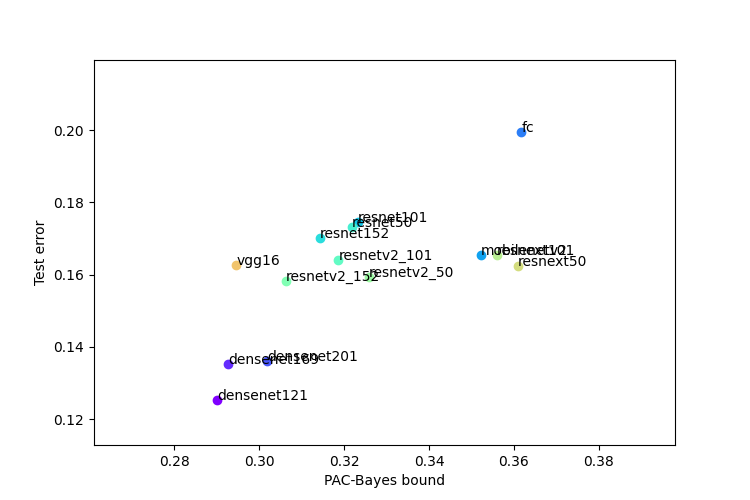 0.20
0.18
0.16
0.14
0.12
Test error
fc
resnet101
resnet50
resnet152
resnetv2_101
mobilenetv2
resnext101
resnext50
vgg16
resnetv2_152
resnetv2_50
densenet169
densenet201
densenet121
0.28 0.30 0.32 0.34 0.36 0.38
PAC-Bayes bound